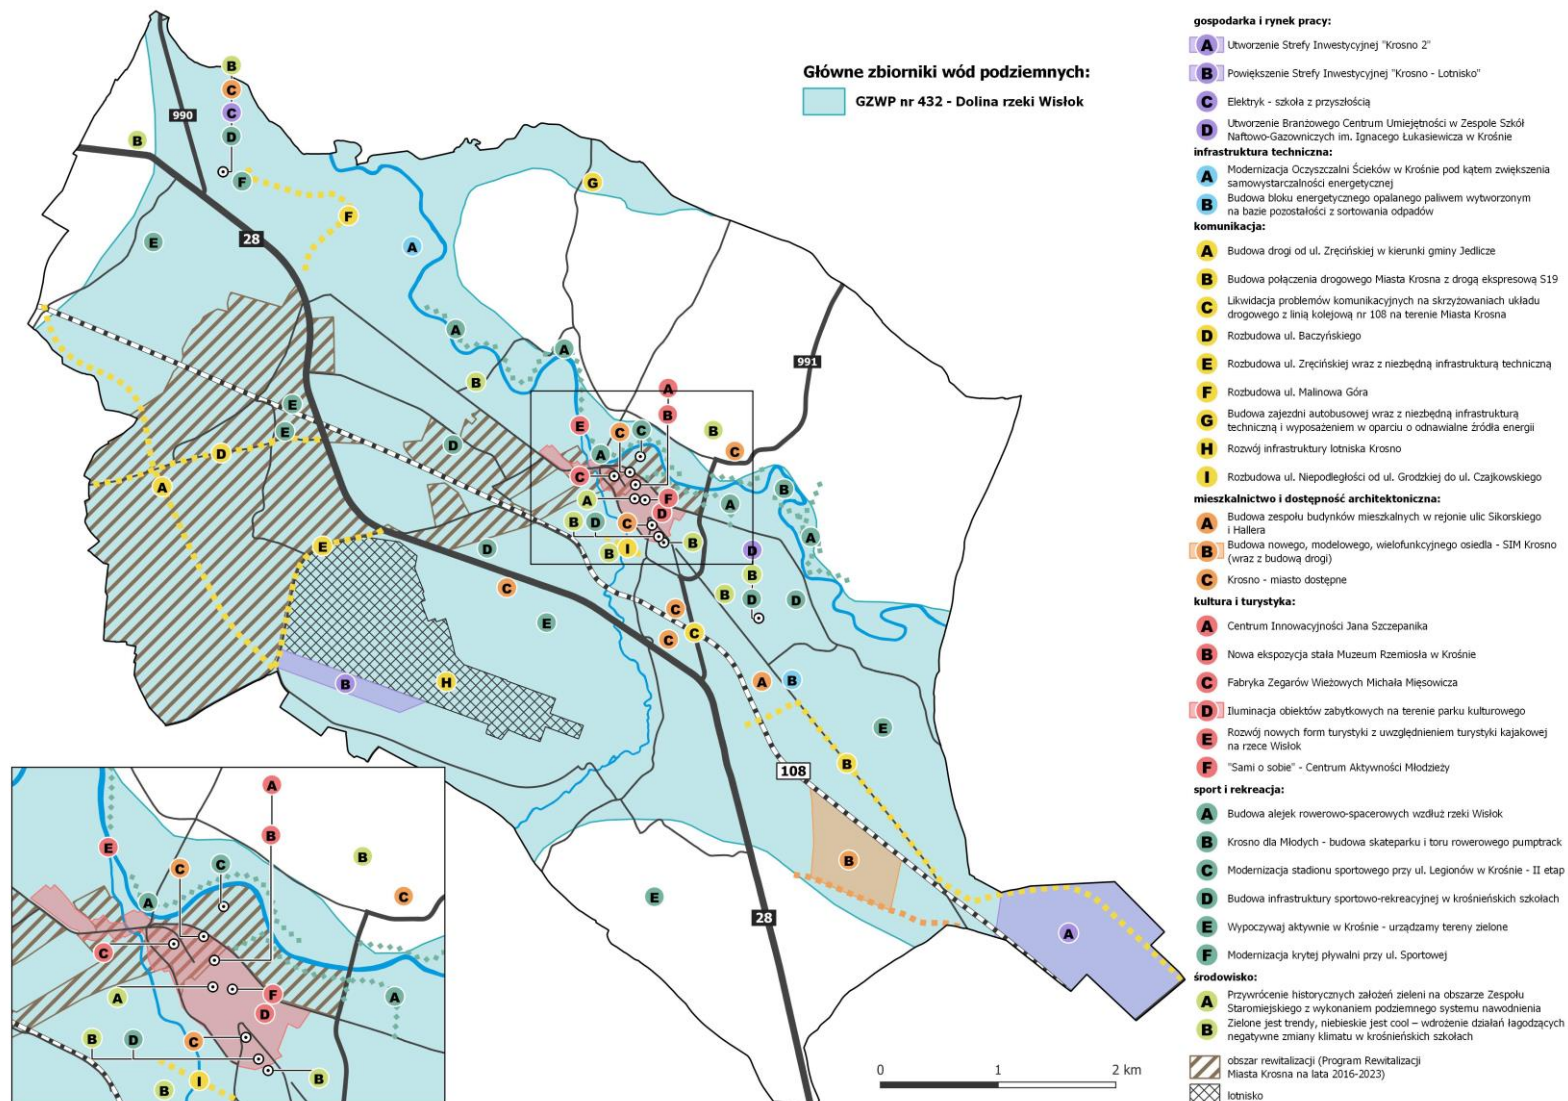 Główne zbiorniki wód podziemnych:
GZWP nr 432 - Dolina rzeki Wisłok
gospodarka i rynek pracy:
A Utworzenie Strefy Inwestycyjnej "Krosno 2"
B Powiększenie Strefy Inwestycyjnej "Krosno - Lotnisko"
C Elektryk - szkoła z przyszłością
D Utworzenie Branżowego Centrum Umiejętności w Zespole Szkół
Naftowo-Gazowniczych im. Ignacego Łukasiewicza w Krośnie
infrastruktura techniczna:
A Modernizacja Oczyszczalni Ścieków w Krośnie pod kątem zwiększenia
samowystarczalności energetycznej
B Budowa bloku energetycznego opalanego paliwem wytworzonym
na bazie pozostałości z sortowania odpadów
komunikacja:
A Budowa drogi od ul. Zręcińskiej w kierunki gminy Jedlicze
B Budowa połączenia drogowego Miasta Krosna z drogą ekspresową S19
C Likwidacja problemów komunikacyjnych na skrzyżowaniach układu
drogowego z linią kolejową nr 108 na terenie Miasta Krosna
D Rozbudowa ul. Baczyńskiego
E Rozbudowa ul. Zręcińskiej wraz z niezbędną infrastrukturą techniczną
F Rozbudowa ul. Malinowa Góra
G Budowa zajezdni autobusowej wraz z niezbędną infrastrukturą
techniczną i wyposażeniem w oparciu o odnawialne źródła energii
H Rozwój infrastruktury lotniska Krosno
I Rozbudowa ul. Niepodległości od ul. Grodzkiej do ul. Czajkowskiego
mieszkalnictwo i dostępność architektoniczna:
A Budowa zespołu budynków mieszkalnych w rejonie ulic Sikorskiego
i Hallera
B Budowa nowego, modelowego, wielofunkcyjnego osiedla - SIM Krosno
(wraz z budową drogi)
C Krosno - miasto dostępne
kultura i turystyka:
A Centrum Innowacyjności Jana Szczepanika
B Nowa ekspozycja stała Muzeum Rzemiosła w Krośnie
C Fabryka Zegarów Wieżowych Michała Mięsowicza
D Iluminacja obiektów zabytkowych na terenie parku kulturowego
E Rozwój nowych form turystyki z uwzględnieniem turystyki kajakowej
na rzece Wisłok
F "Sami o sobie" - Centrum Aktywności Młodzieży
sport i rekreacja:
A Budowa alejek rowerowo-spacerowych wzdłuż rzeki Wisłok
B Krosno dla Młodych - budowa skateparku i toru rowerowego pumptrack
C Modernizacja stadionu sportowego przy ul. Legionów w Krośnie - II etap
D Budowa infrastruktury sportowo-rekreacyjnej w krośnieńskich szkołach
E Wypoczywaj aktywnie w Krośnie - urządzamy tereny zielone
F Modernizacja krytej pływalni przy ul. Sportowej
środowisko:
A Przywrócenie historycznych założeń zieleni na obszarze Zespołu
Staromiejskiego z wykonaniem podziemnego systemu nawodnienia
B Zielone jest trendy, niebieskie jest cool – wdrożenie działań łagodzących
negatywne zmiany klimatu w krośnieńskich szkołach
obszar rewitalizacji (Program Rewitalizacji
Miasta Krosna na lata 2016-2023)
lotnisko
B
C
C
D
F
990
B
28
E
F
A
G
A
A
B
991
A
B
E
C
C
B
C
A
C
A
F
D
B
D
C
B
I
B
A
B
A
D
B
D
B
D
E
E
D
A
E
D
C
E
C
C
C
B
H
A
B
E
B
108
B
A
E
28
A
B
E
C
C
B
C
A
C
A
F
D
A
B
D
C
I
B
B
0 1 2 km